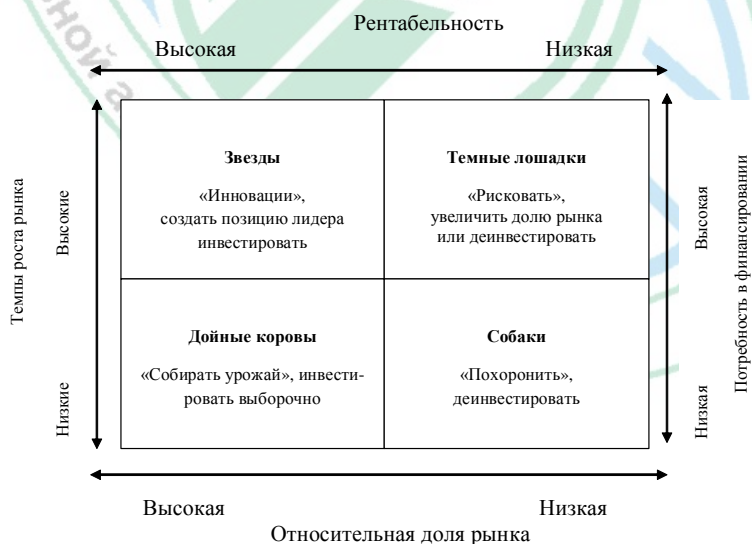 Рентабельность
Высокая
Низкая
ной а
Темпы роста рынка
Высокие
Низкие
Звезды
«Инновации»,
создать позицию лидера
инвестировать
Темные лошадки
«Рисковать»,
увеличить долю рынка
или деинвестировать
Дойные коровы
«Собирать урожай», инвести-
ровать выборочно
Собаки
«Похоронить»,
деинвестировать
Высокая
Низкая
Потребность в финансировании
Высокая
Низкая
Относительная доля рынка